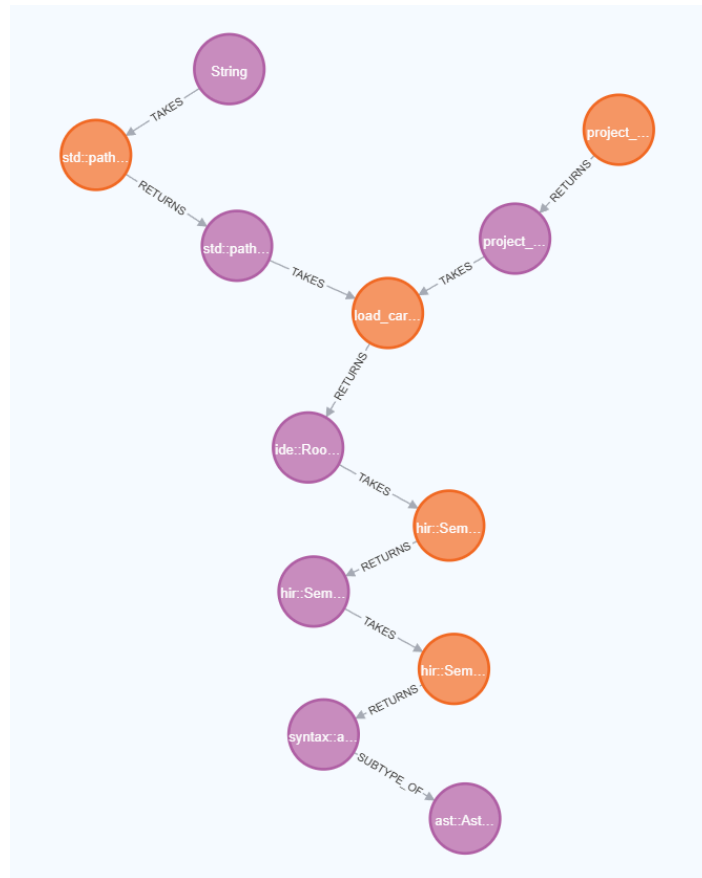 String
TAKES
project_...
std::path...
RETURNS
RETURNS
std::path...
project_...
TAKES
TAKES
load_car...
RETURNS
ide::Roo...
TAKES
hir::Sem...
RETURNS
hir::Sem...
TAKES
hir::Sem...
RETURNS
syntax::a...
SUBTYPE_OF
ast::Ast...